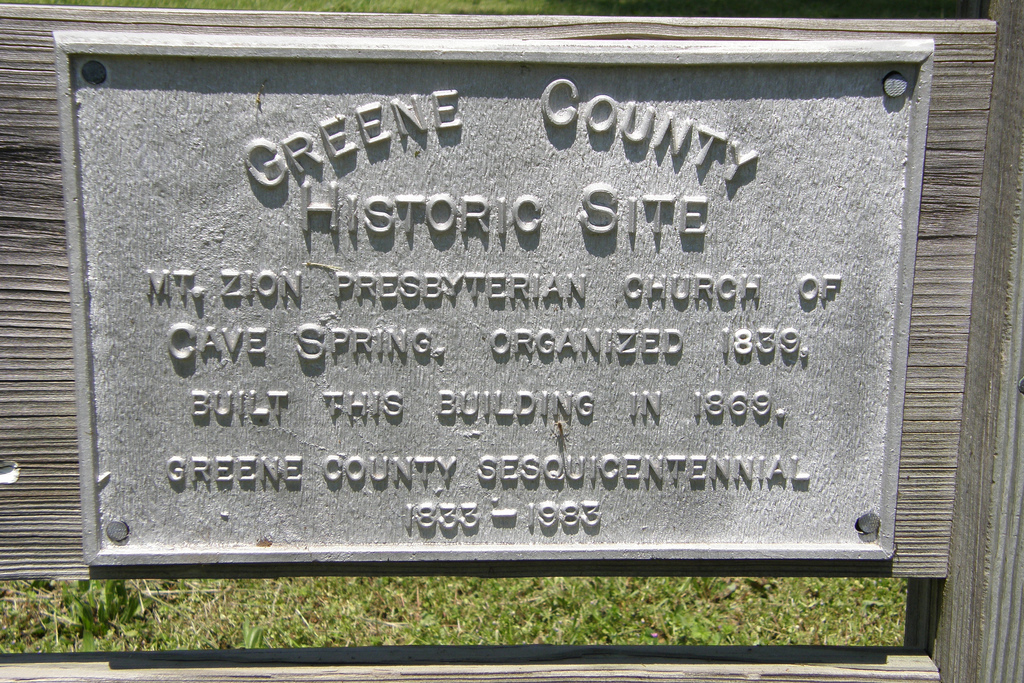 GREENE COUNTY
HISTORIC SITE
MT. ZION PRESBYTERIAN CHURCH OF
CAVE SPRING, ORGANIZED 1839,
BUILT THIS BUILDING IN 1869.
GREENE COUNTY SESQUICENTENNIAL
1833 - 1983